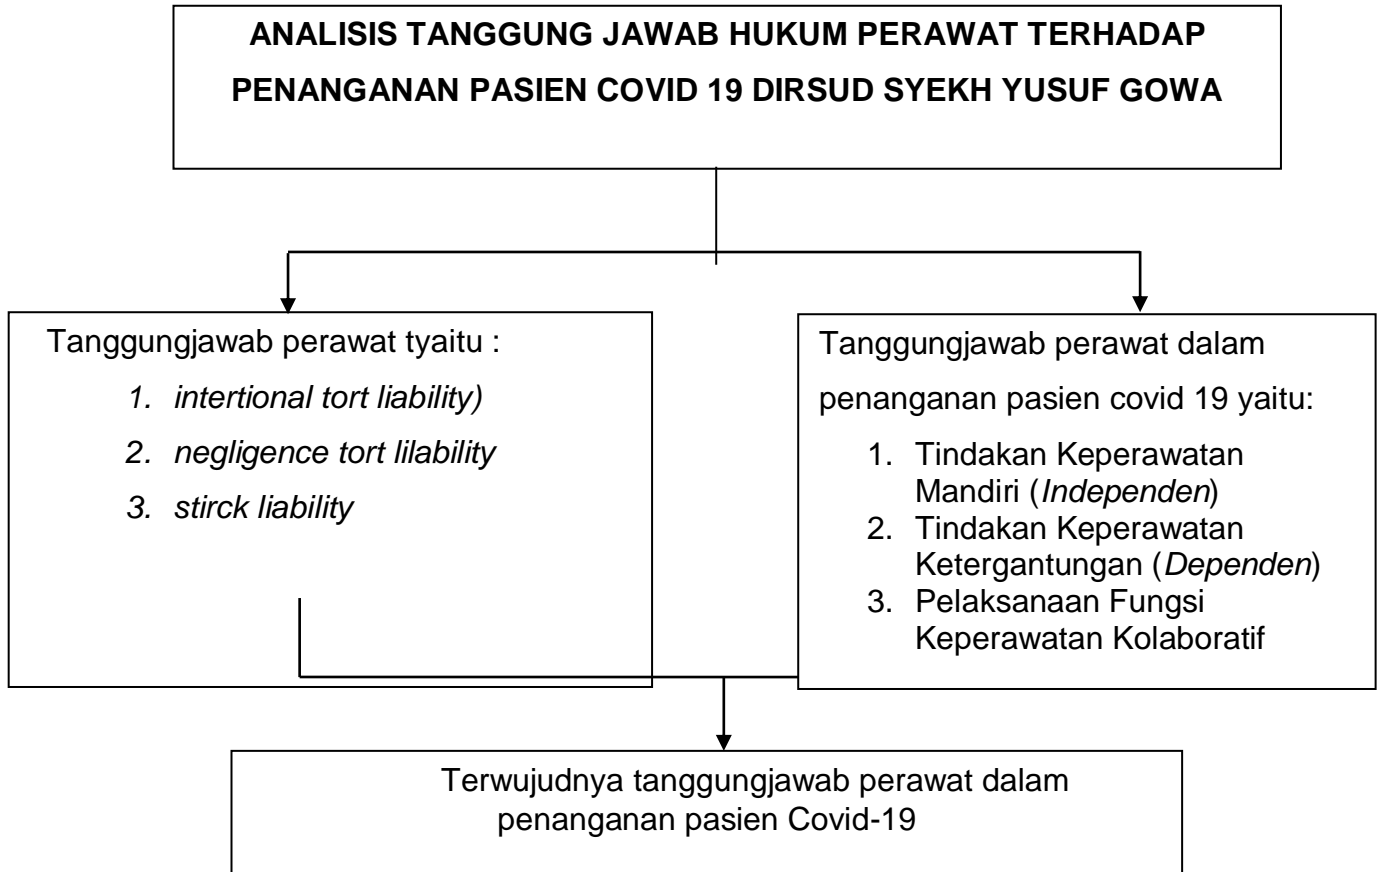 ANALISIS TANGGUNG JAWAB HUKUM PERAWAT TERHADAP
PENANGANAN PASIEN COVID 19 DIRSUD SYEKH YUSUF GOWA
Tanggungjawab perawat tyaitu :
1. intertional tort liability)
2. negligence tort lilability
3. stirck liability
Tanggungjawab perawat dalam
penanganan pasien covid 19 yaitu:
1. Tindakan Keperawatan
Mandiri (Independen)
2. Tindakan Keperawatan
Ketergantungan (Dependen)
3. Pelaksanaan Fungsi
Keperawatan Kolaboratif
Terwujudnya tanggungjawab perawat dalam
penanganan pasien Covid-19